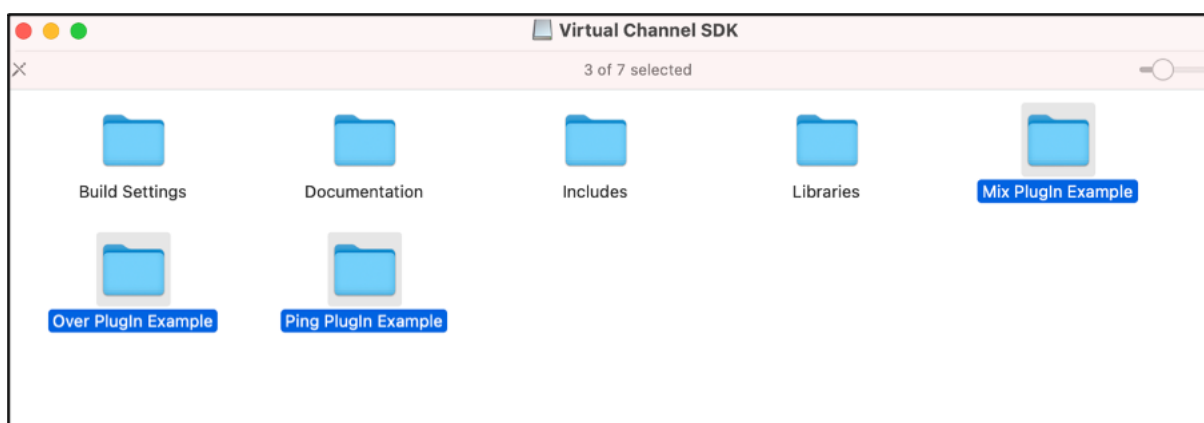 Virtual Channel SDK
3 of 7 selected
Build Settings
Documentation
Includes
Libraries
Mix PlugIn Example
Over PlugIn Example
Ping PlugIn Example